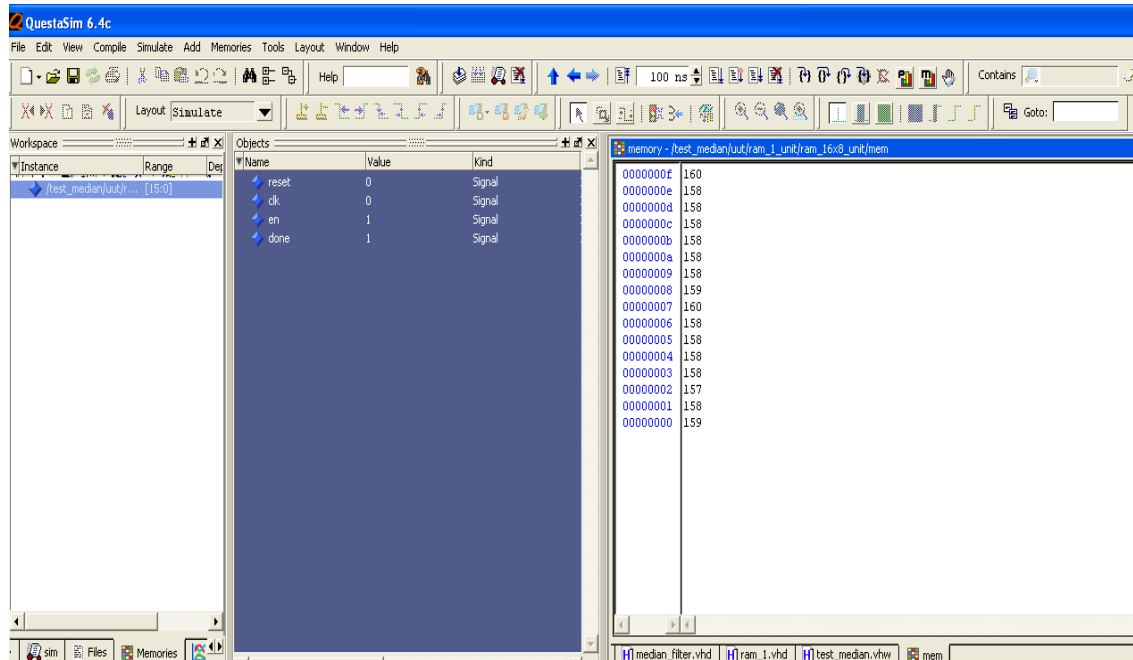 QuestaSim 6.4c
File Edit View Compile Simulate Add Memories Tools Layout Window Help
Help 100 ns Contains
Layout Simulate Goto:
Workspace
Instance Range Dep
/test_median/uut/r... [15:0]
Objects
Name Value Kind
reset 0 Signal
clk 0 Signal
en 1 Signal
done 1 Signal
memory - /test_median/uut/ram_1_unit/ram_16x8_unit/mem
0000000f 160
0000000e 158
0000000d 158
0000000c 158
0000000b 158
0000000a 158
00000009 158
00000008 159
00000007 160
00000006 158
00000005 158
00000004 158
00000003 158
00000002 157
00000001 158
00000000 159
sim Files Memories
median_filter.vhd ram_1.vhd test_median.vhw mem